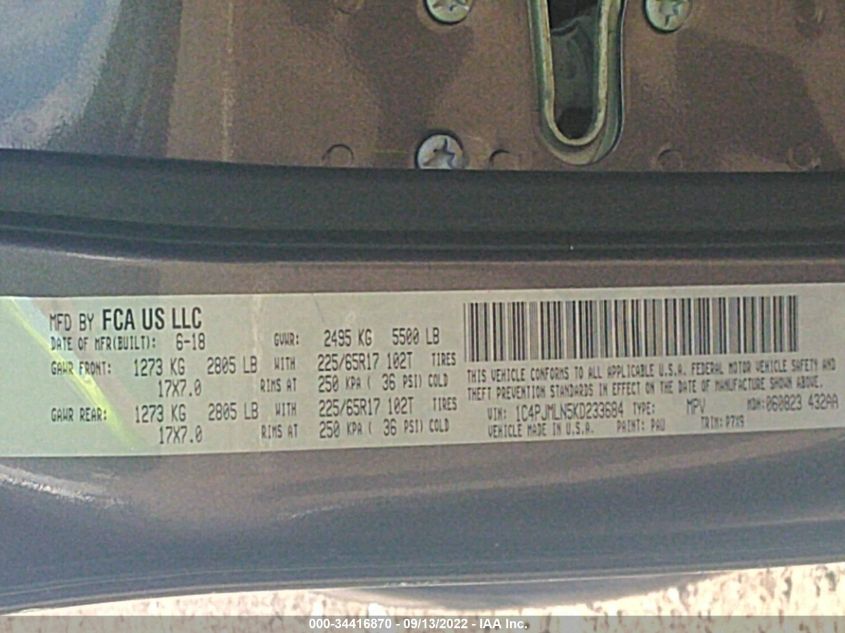 MFD BY FCA US LLC
DATE OF MFR(BUILT): 6-18 GVWR: 2495 KG 5500 LB
GAWR FRONT: 1273 KG 2805 LB WITH 225/65R17 102T TIRES
17X7.0 RIMS AT 250 KPA ( 36 PSI) COLD
GAWR REAR: 1273 KG 2805 LB WITH 225/65R17 102T TIRES
17X7.0 RIMS AT 250 KPA ( 36 PSI) COLD
THIS VEHICLE CONFORMS TO ALL APPLICABLE U.S.A. FEDERAL MOTOR VEHICLE SAFETY AND
THEFT PREVENTION STANDARDS IN EFFECT ON THE DATE OF MANUFACTURE SHOWN ABOVE.
VIN: 1C4PJMLN5KD233684 TYPE: MPV MDH: 060823 432AA
VEHICLE MADE IN U.S.A. PAINT: PAU TRIM: P7X9
000-34416870 - 09/13/2022 - IAA Inc.